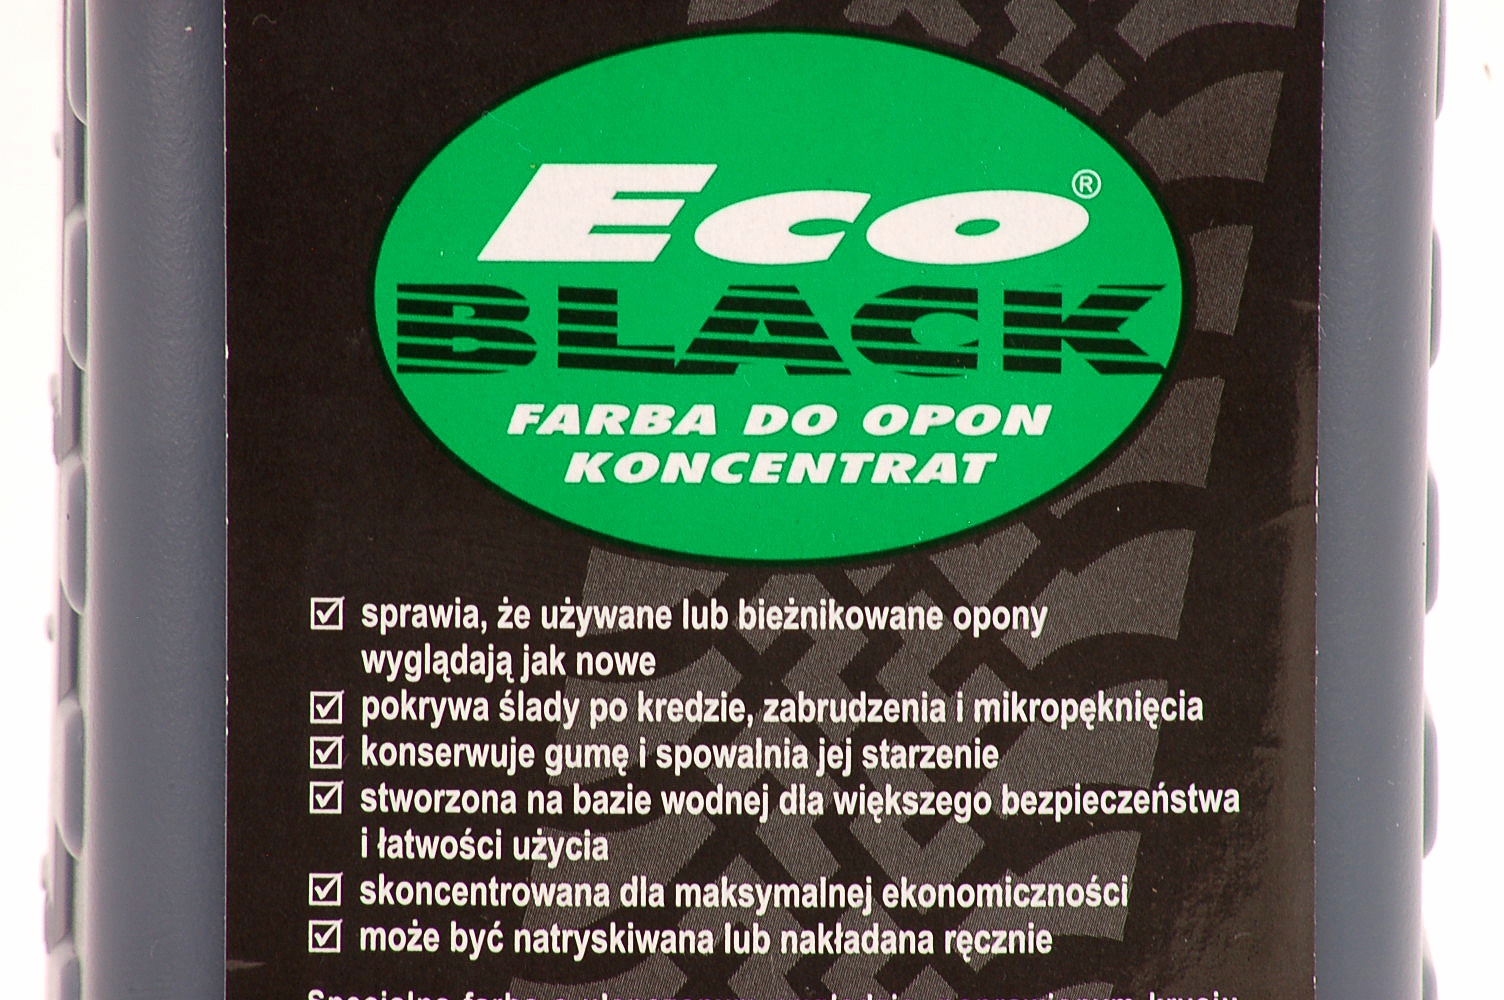 Eco®
BLACK
FARBA DO OPON
KONCENTRAT
sprawia, że używane lub bieżnikowane opony
wyglądają jak nowe
pokrywa ślady po kredzie, zabrudzenia i mikropęknięcia
konserwuje gumę i spowalnia jej starzenie
stworzona na bazie wodnej dla większego bezpieczeństwa
i łatwości użycia
skoncentrowana dla maksymalnej ekonomiczności
może być natryskiwana lub nakładana ręcznie